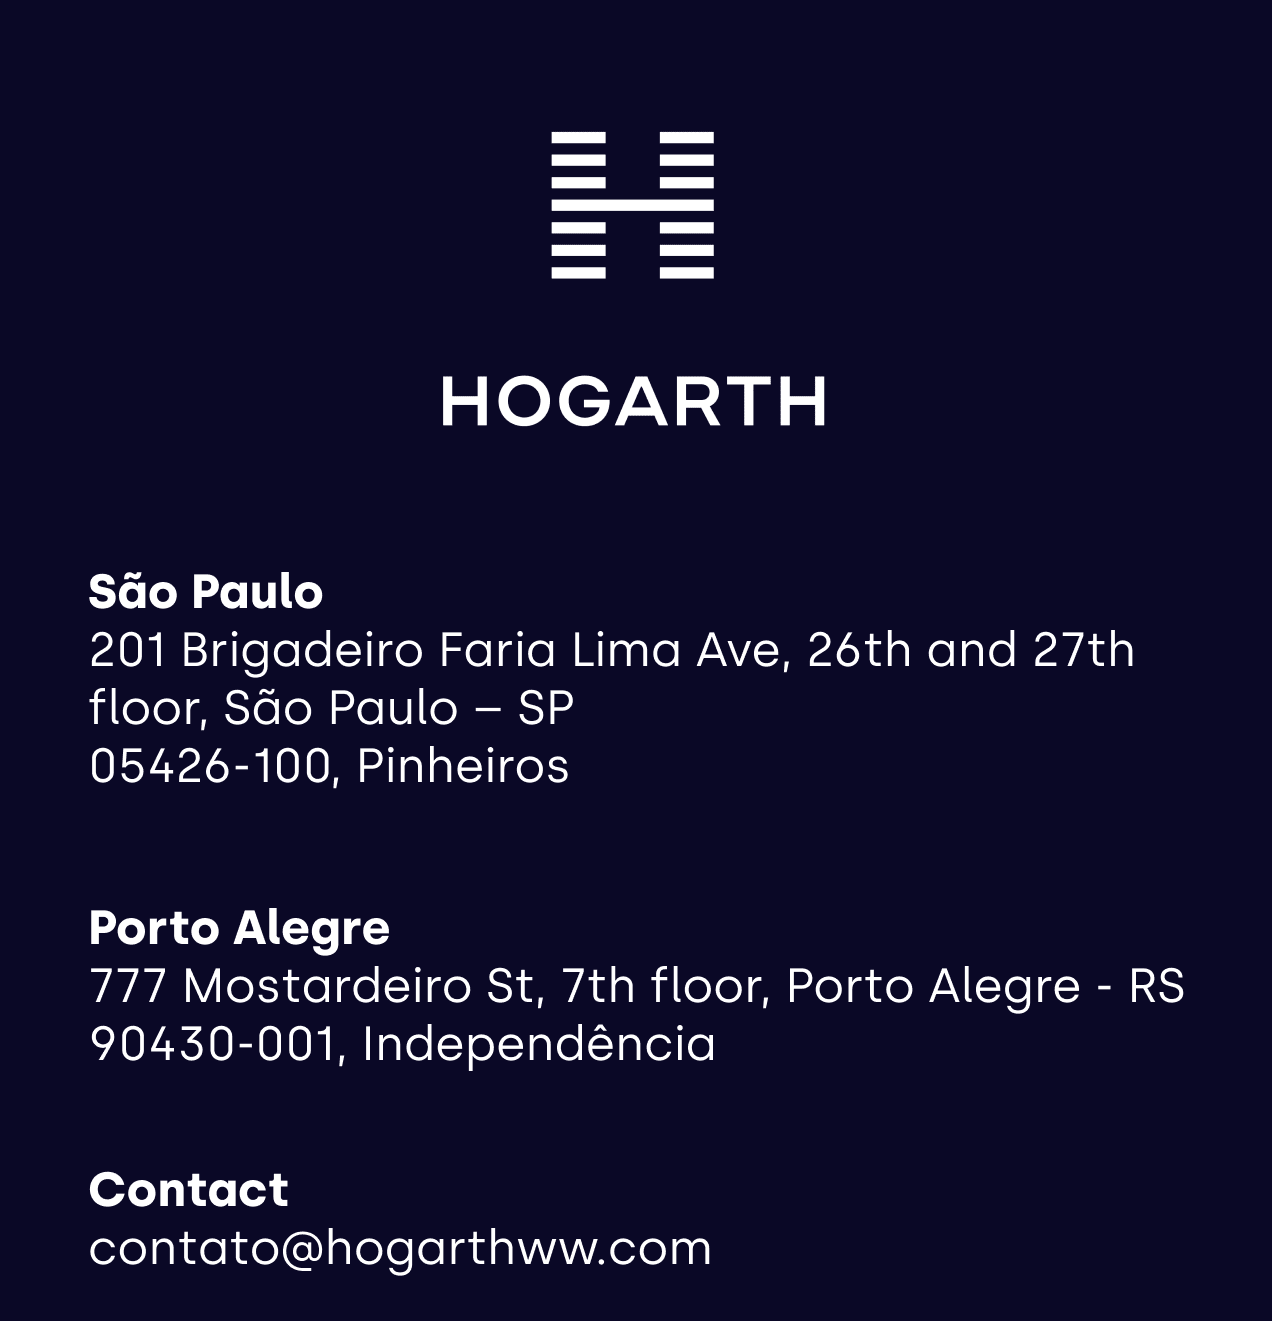 HOGARTH
São Paulo
201 Brigadeiro Faria Lima Ave, 26th and 27th
floor, São Paulo – SP
05426-100, Pinheiros
Porto Alegre
777 Mostardeiro St, 7th floor, Porto Alegre - RS
90430-001, Independência
Contact
contato@hogarthww.com